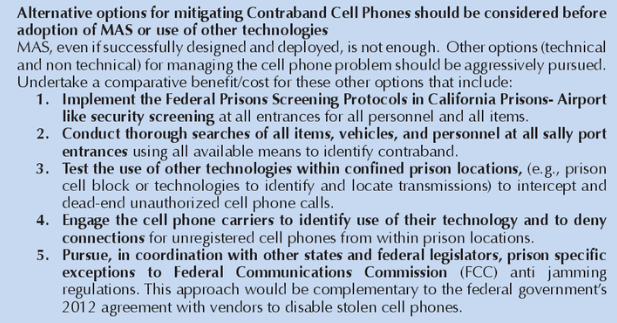 Alternative options for mitigating Contraband Cell Phones should be considered before
adoption of MAS or use of other technologies
MAS, even if successfully designed and deployed, is not enough. Other options (technical
and non technical) for managing the cell phone problem should be aggressively pursued.
Undertake a comparative benefit/cost for these other options that include:
1. Implement the Federal Prisons Screening Protocols in California Prisons- Airport
like security screening at all entrances for all personnel and all items.
2. Conduct thorough searches of all items, vehicles, and personnel at all sally port
entrances using all available means to identify contraband.
3. Test the use of other technologies within confined prison locations, (e.g., prison
cell block or technologies to identify and locate transmissions) to intercept and
dead-end unauthorized cell phone calls.
4. Engage the cell phone carriers to identify use of their technology and to deny
connections for unregistered cell phones from within prison locations.
5. Pursue, in coordination with other states and federal legislators, prison specific
exceptions to Federal Communications Commission (FCC) anti jamming
regulations. This approach would be complementary to the federal government's
2012 agreement with vendors to disable stolen cell phones.